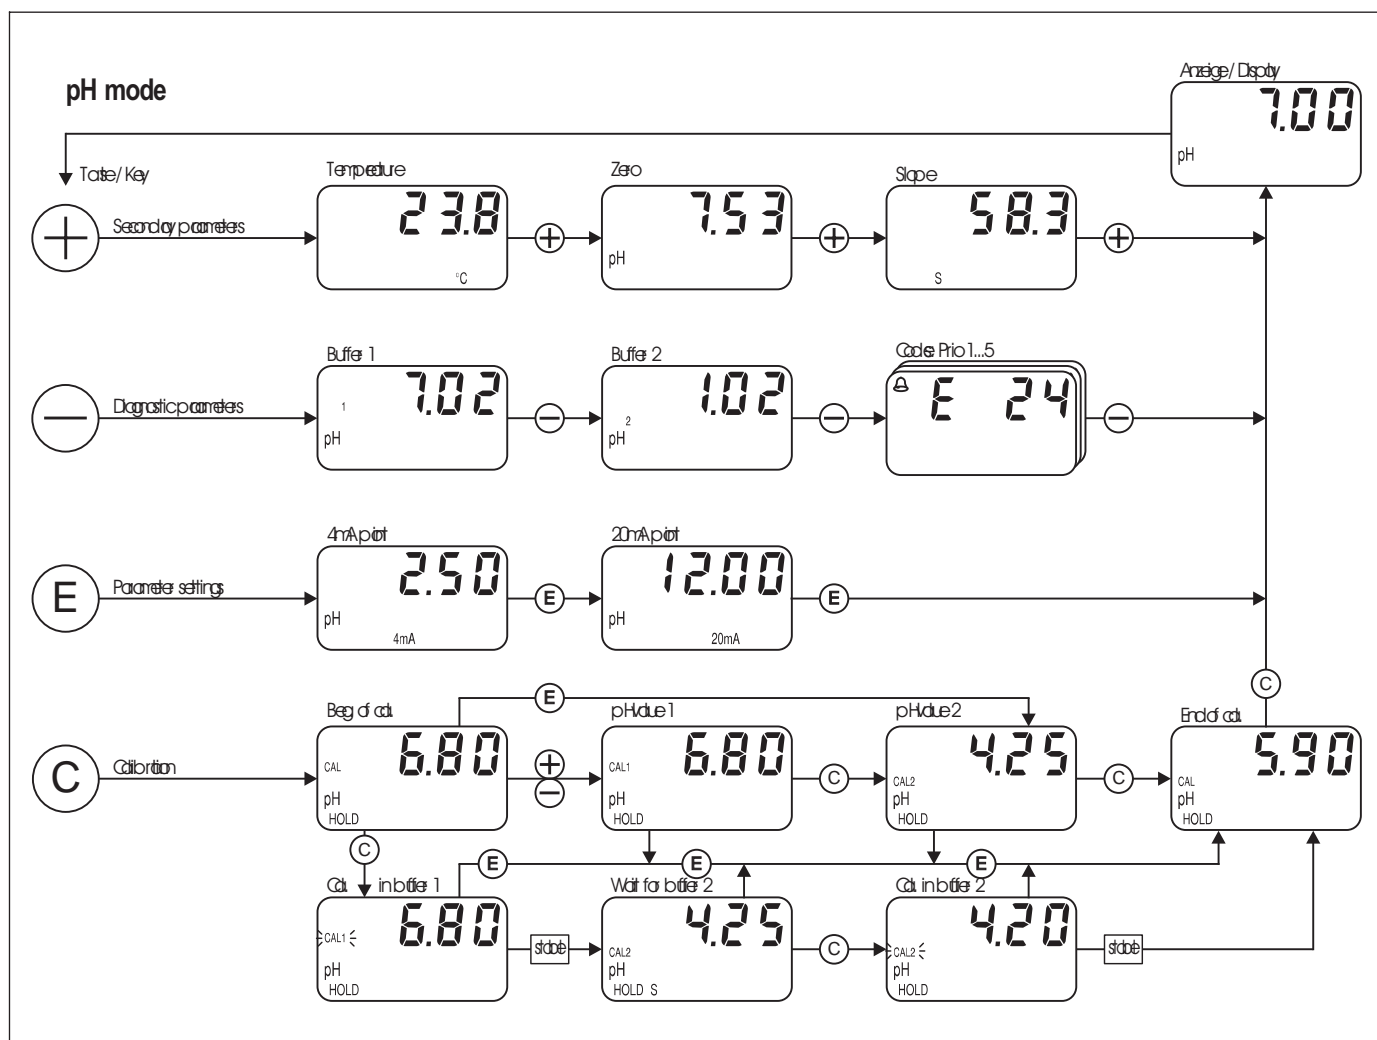 pH mode
Anzeige / Display
7.00
pH
Taste / Key
Temperature
Zero
Slope
+
Secondary parameters
23.8
°C
+
7.53
pH
+
58.3
S
+
Buffer 1
Buffer 2
Code: Prio 1...5
−
Diagnostic parameters
7.02
1
pH
−
1.02
2
pH
−
E 24
−
4mA point
20mA point
E
Parameter settings
2.50
pH
4mA
E
12.00
pH
20mA
E
C
E
Beg. of cal.
pH value 1
pH value 2
End of cal.
C
Calibration
6.80
CAL
pH
HOLD
+
−
6.80
CAL1
pH
HOLD
C
4.25
CAL2
pH
HOLD
C
5.90
CAL
pH
HOLD
C
E
E
E
Cal. in buffer 1
Wait for buffer 2
Cal. in buffer 2
6.80
CAL1
pH
HOLD
stable
4.25
CAL2
pH
HOLD S
C
4.20
CAL2
pH
HOLD
stable